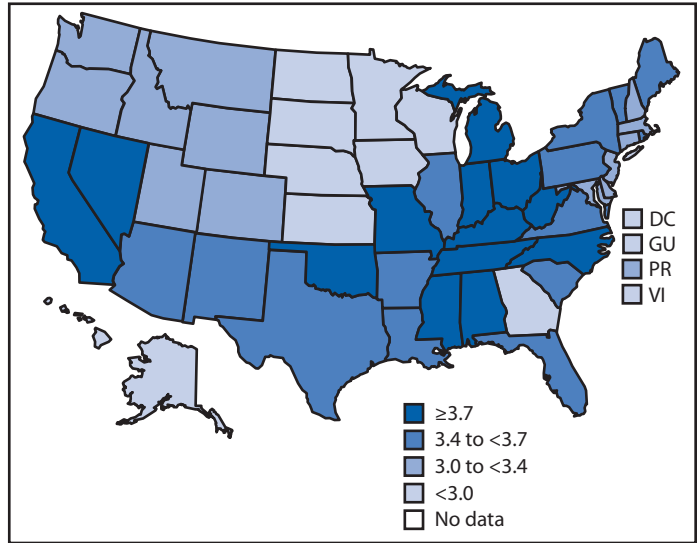 DC
GU
PR
VI
≥3.7
3.4 to <3.7
3.0 to <3.4
<3.0
No data